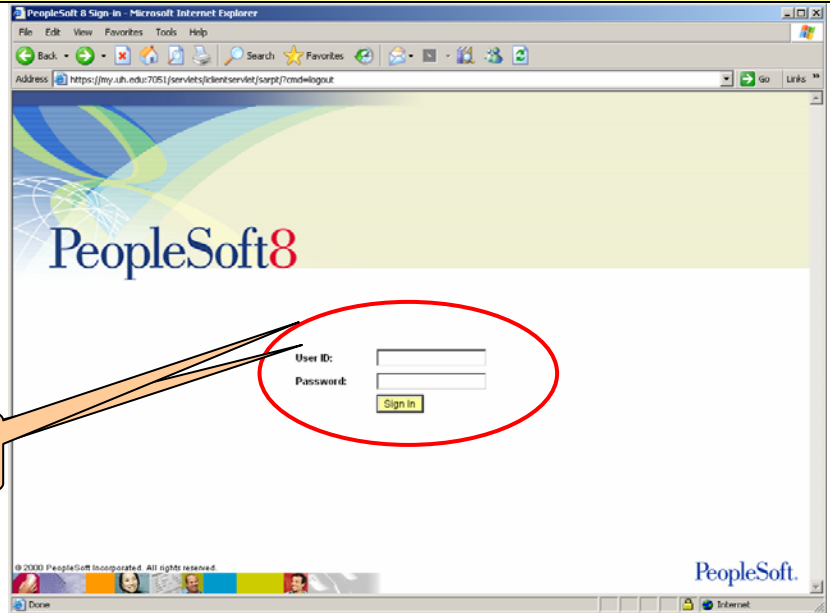 PeopleSoft 8 Sign-in - Microsoft Internet Explorer
File Edit View Favorites Tools Help
Back Search Favorites
Address https://my.uh.edu:7051/servlets/iclientservlet/sarpt/?cmd=logout Go Links »
PeopleSoft8
User ID:
Password:
Sign In
© 2000 PeopleSoft Incorporated. All rights reserved.
PeopleSoft.
Done Internet